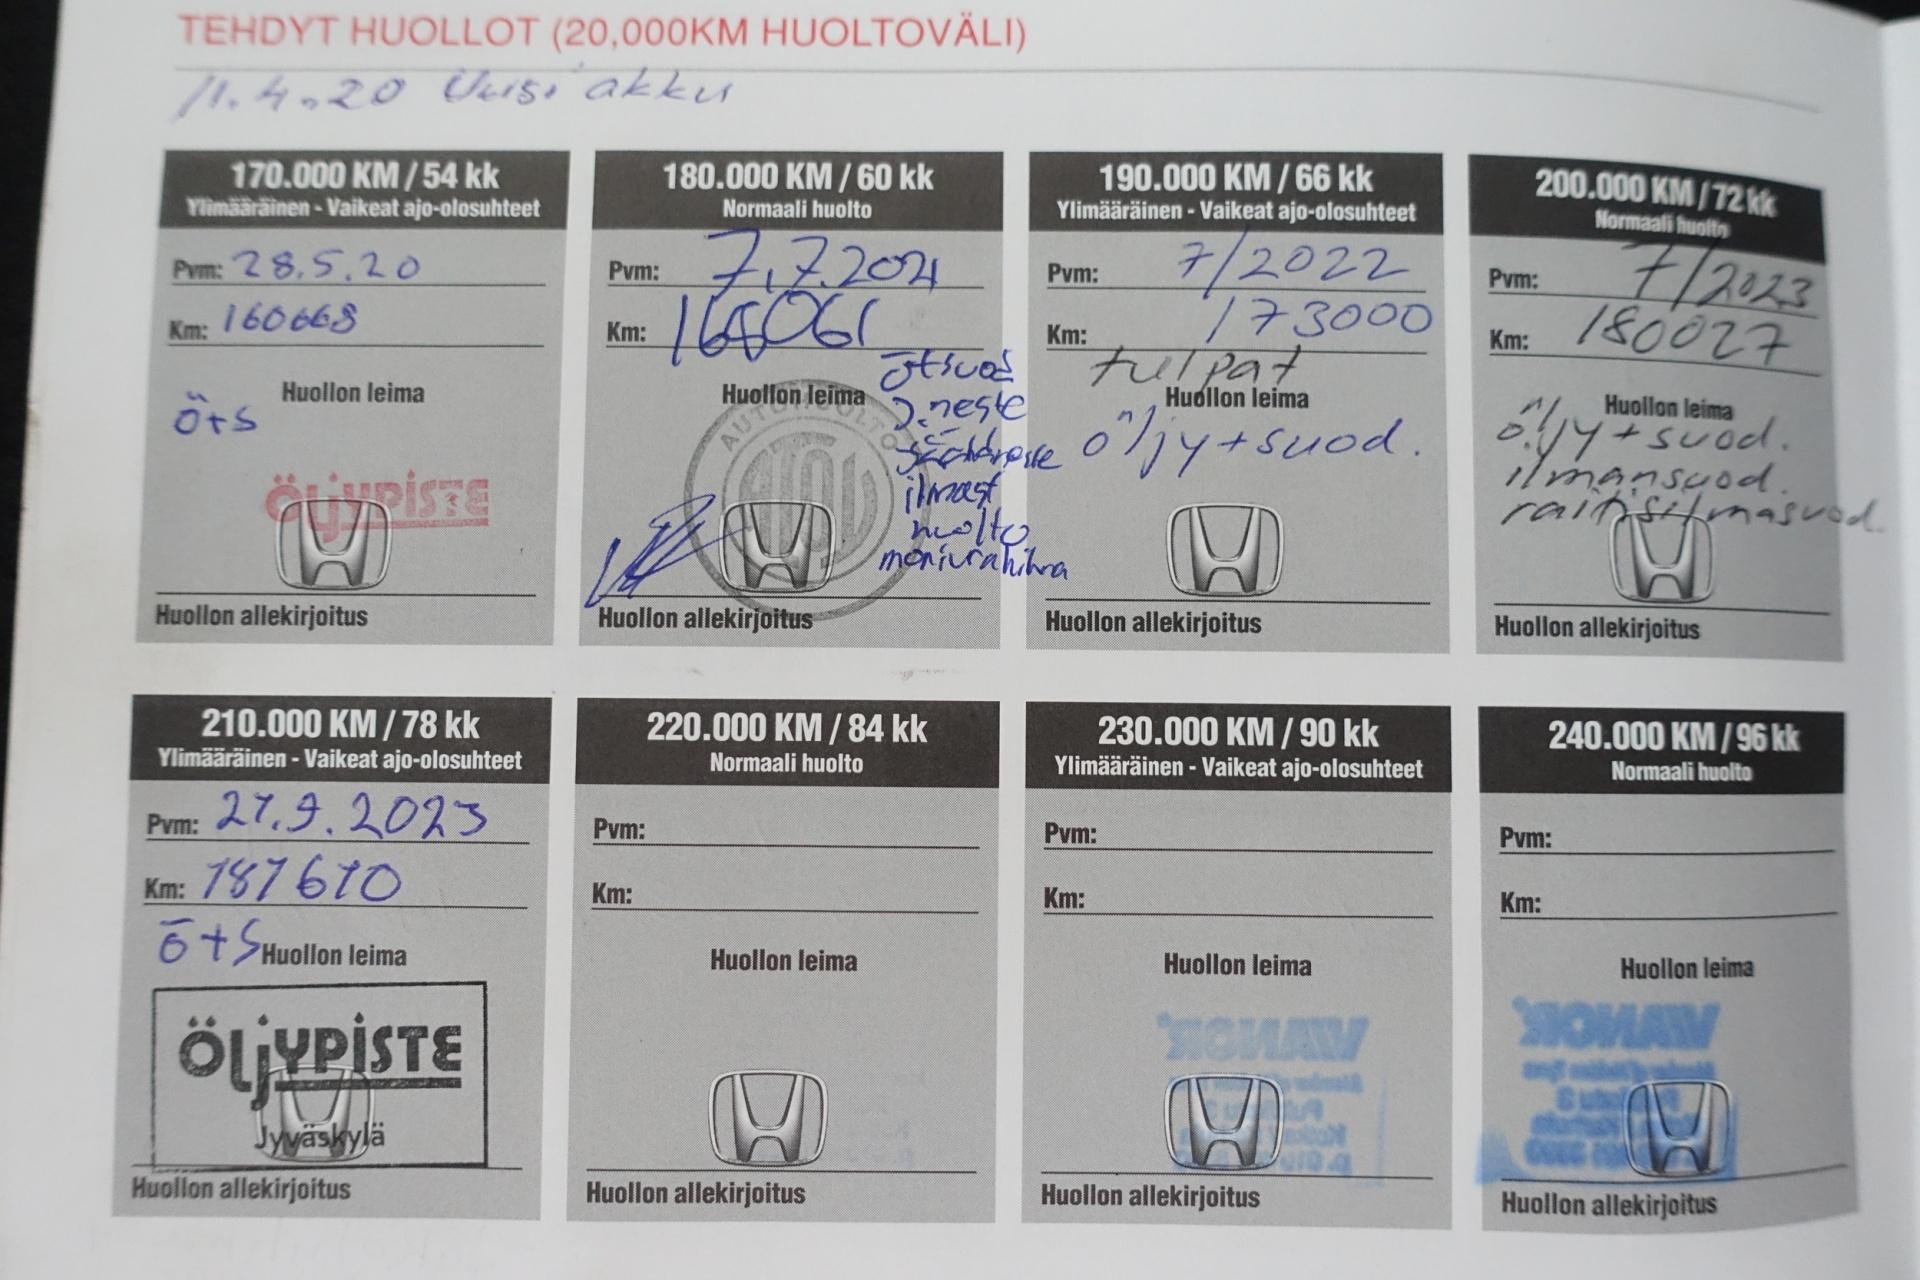 TEHDYT HUOLLOT (20,000KM HUOLTOVÄLI)
11.4.20 Uusi akku
170.000 KM / 54 kk
Ylimääräinen - Vaikeat ajo-olosuhteet
Pvm: 28.5.20
Km: 160668
Huollon leima
Ö+S
ÖLJYPISTE
Huollon allekirjoitus
180.000 KM / 60 kk
Normaali huolto
Pvm: 7.7.2021
Km:
Huollon leima
AUTOHUOLTO
J.neste
ilmast
huolto
Huollon allekirjoitus
190.000 KM / 66 kk
Ylimääräinen - Vaikeat ajo-olosuhteet
Pvm: 7/2022
Km: 173000
tulpat
Huollon leima
öljy + suod.
Huollon allekirjoitus
200.000 KM / 72 kk
Normaali huolto
Pvm: 7/2023
Km: 180027
Huollon leima
öljy + suod.
ilmansuod.
raitisilmasuod.
Huollon allekirjoitus
210.000 KM / 78 kk
Ylimääräinen - Vaikeat ajo-olosuhteet
Pvm: 27.9.2023
Km:
ö+S Huollon leima
ÖLJYPISTE
Jyväskylä
Huollon allekirjoitus
220.000 KM / 84 kk
Normaali huolto
Pvm:
Km:
Huollon leima
Huollon allekirjoitus
230.000 KM / 90 kk
Ylimääräinen - Vaikeat ajo-olosuhteet
Pvm:
Km:
Huollon leima
VIANOR
Huollon allekirjoitus
240.000 KM / 96 kk
Normaali huolto
Pvm:
Km:
Huollon leima
VIANOR
Huollon allekirjoitus